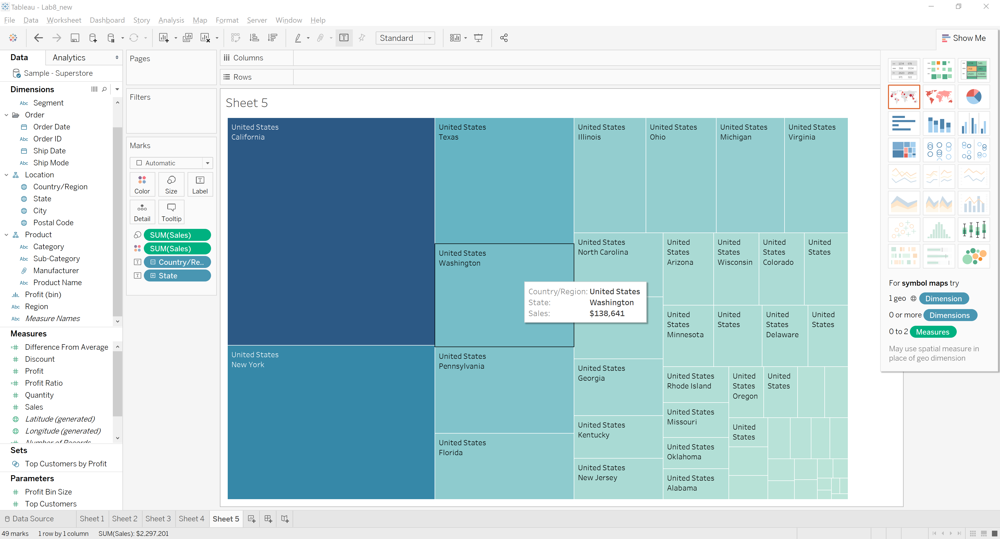 Tableau - Lab8_new
File Data Worksheet Dashboard Story Analysis Map Format Server Window Help
Standard
Show Me
Data
Analytics
Sample - Superstore
Dimensions
Abc Segment
Order
Order Date
Abc Order ID
Ship Date
Abc Ship Mode
Location
Country/Region
State
City
Postal Code
Product
Abc Category
Abc Sub-Category
Manufacturer
Abc Product Name
Profit (bin)
Abc Region
Abc Measure Names
Measures
Difference From Average
Discount
Profit
Profit Ratio
Quantity
Sales
Latitude (generated)
Longitude (generated)
Number of Records
Sets
Top Customers by Profit
Parameters
Profit Bin Size
Top Customers
Pages
Filters
Marks
Automatic
Color
Size
Label
Detail
Tooltip
SUM(Sales)
SUM(Sales)
Country/Re..
State
Columns
Rows
Sheet 5
United States
California
United States
New York
United States
Texas
United States
Washington
United States
Pennsylvania
United States
Florida
United States
Illinois
United States
Ohio
United States
Michigan
United States
Virginia
United States
North Carolina
United States
Georgia
United States
Kentucky
United States
New Jersey
United
States
Arizona
United
States
Wisconsin
United
States
Colorado
United
States
United
States
Minnesota
United
States
United
States
Delaware
United
States
United States
Rhode Island
United States
Missouri
United States
Oklahoma
United States
Alabama
United
States
Oregon
United
States
United
States
Country/Region: United States
State: Washington
Sales: $138,641
1234 678
368 3034
2620 2559
971 322
1234 546
368 340
2620 53890
For symbol maps try
1 geo Dimension
0 or more Dimensions
0 to 2 Measures
May use spatial measure in
place of geo dimension
Data Source
Sheet 1
Sheet 2
Sheet 3
Sheet 4
Sheet 5
49 marks
1 row by 1 column
SUM(Sales): $2,297,201